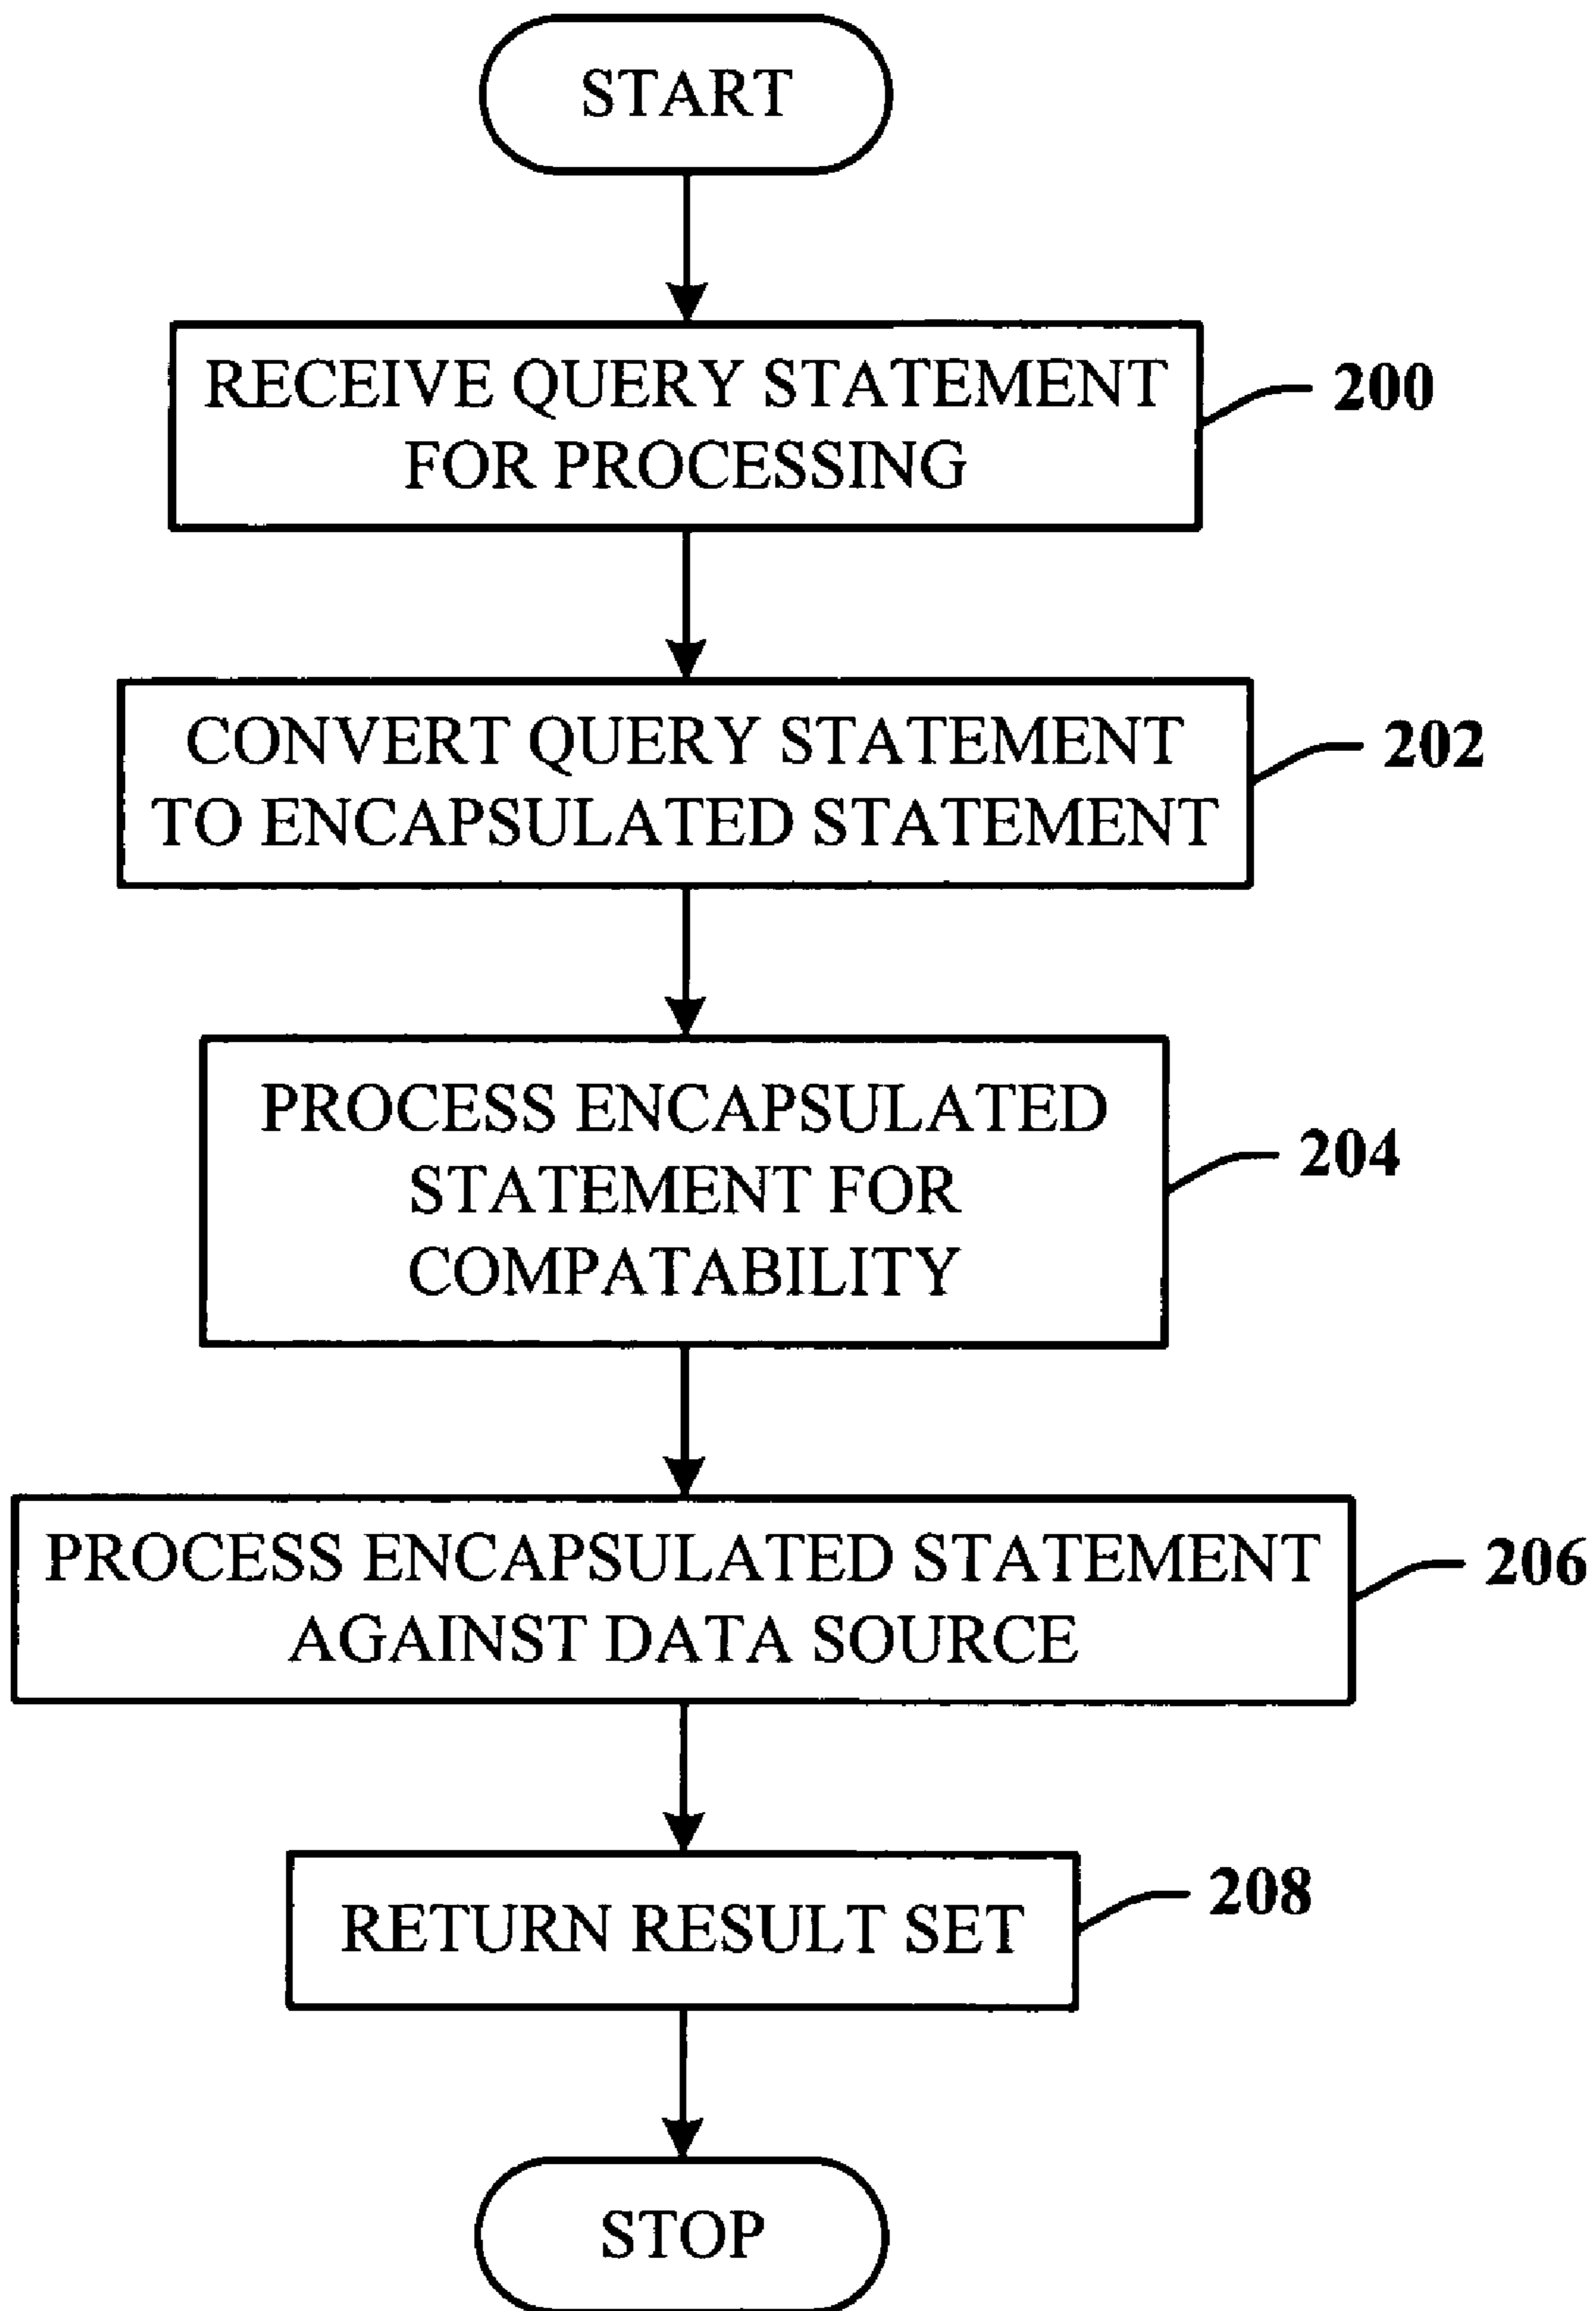 START
RECEIVE QUERY STATEMENT
FOR PROCESSING
200
CONVERT QUERY STATEMENT
TO ENCAPSULATED STATEMENT
202
PROCESS ENCAPSULATED
STATEMENT FOR
COMPATABILITY
204
PROCESS ENCAPSULATED STATEMENT
AGAINST DATA SOURCE
206
RETURN RESULT SET
208
STOP